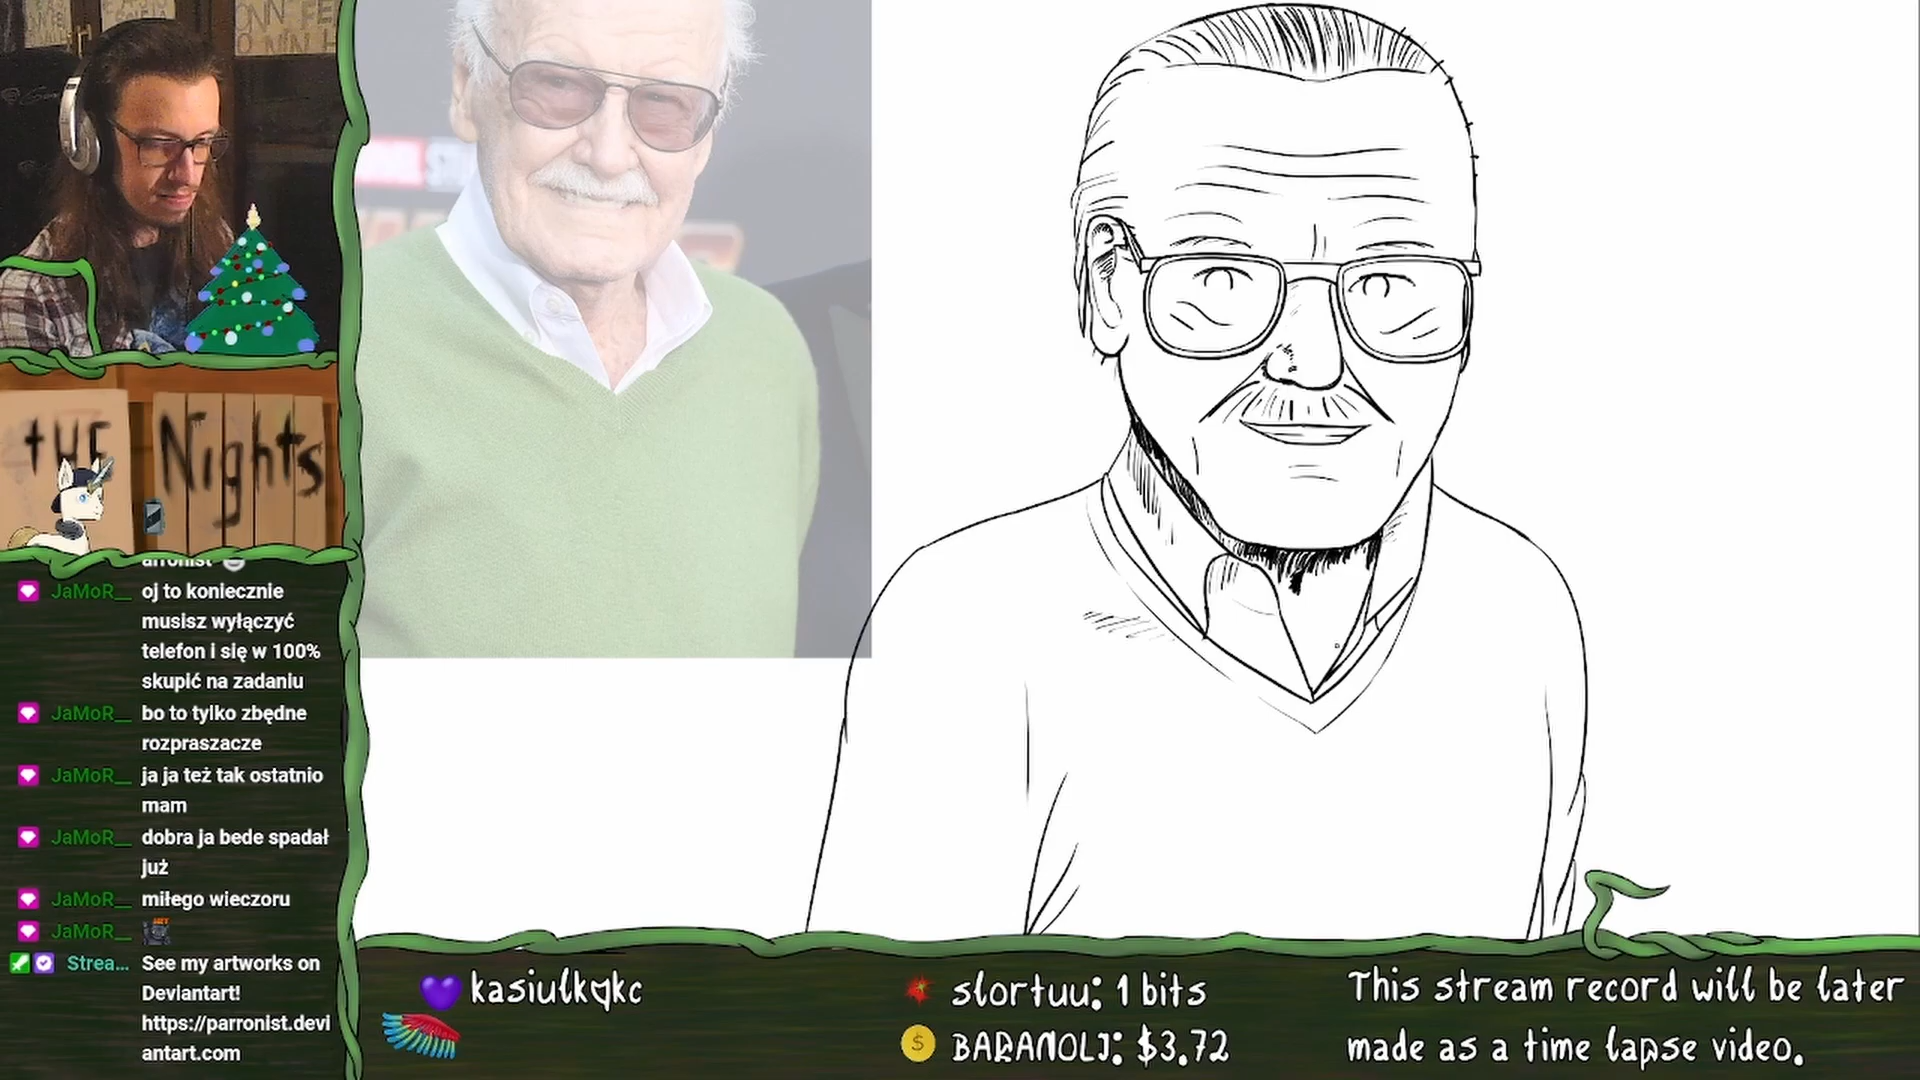 tHE Nights
oj to koniecznie
JaMoR__
musisz wyłączyć
telefon i się w 100%
skupić na zadaniu
JaMoR__ bo to tylko zbędne
rozpraszacze
JaMoR__ ja ja też tak ostatnio
mam
JaMoR__ dobra ja bede spadał
już
JaMoR__ miłego wieczoru
JaMoR__
Strea... See my artworks on
Deviantart!
https://parronist.devi
antart.com
kasiulkqkc
slortuu: 1 bits
BARANOLJ: $3.72
This stream record will be later
made as a time lapse video.